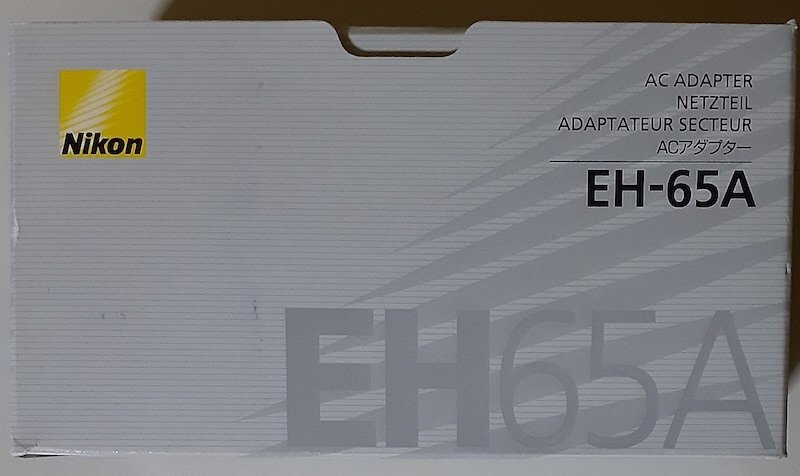 Nikon
AC ADAPTER
NETZTEIL
ADAPTATEUR SECTEUR
ACアダプター
EH-65A
EH65A